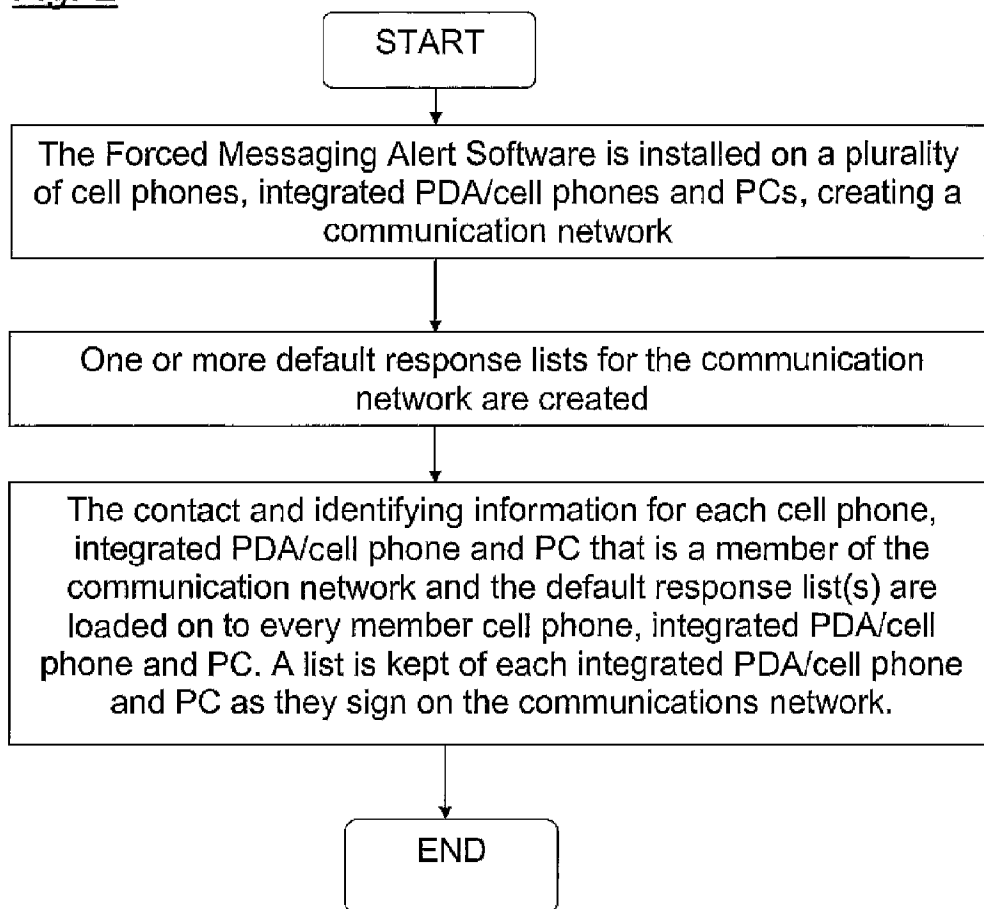 START
The Forced Messaging Alert Software is installed on a plurality
of cell phones, integrated PDA/cell phones and PCs, creating a
communication network
One or more default response lists for the communication
network are created
The contact and identifying information for each cell phone,
integrated PDA/cell phone and PC that is a member of the
communication network and the default response list(s) are
loaded on to every member cell phone, integrated PDA/cell
phone and PC. A list is kept of each integrated PDA/cell phone
and PC as they sign on the communications network.
END